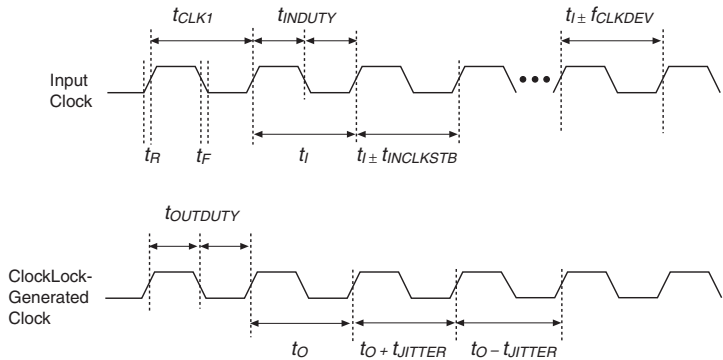 tCLK1
tINDUTY
tI ± fCLKDEV
Input
Clock
tR
tF
tI
tI ± tINCLKSTB
tOUTDUTY
ClockLock-
Generated
Clock
tO
tO + tJITTER
tO – tJITTER